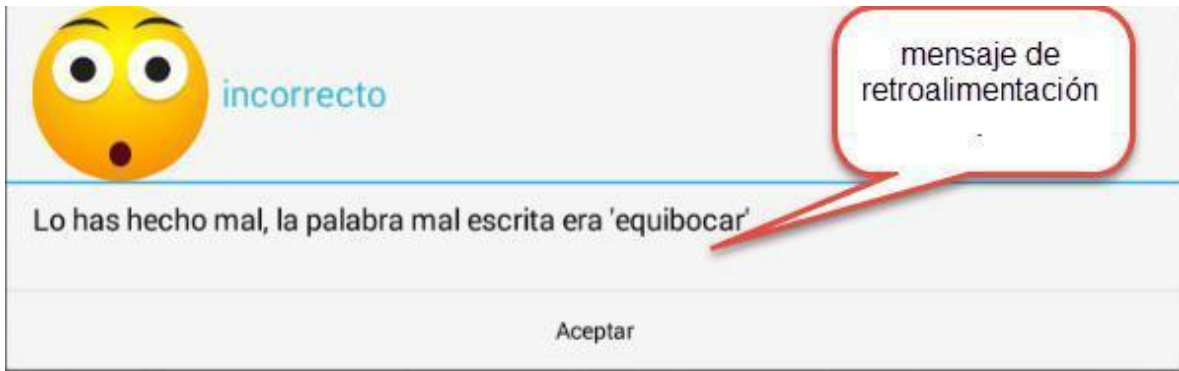 incorrecto
mensaje de
retroalimentación
.
Lo has hecho mal, la palabra mal escrita era 'equibocar'
Aceptar